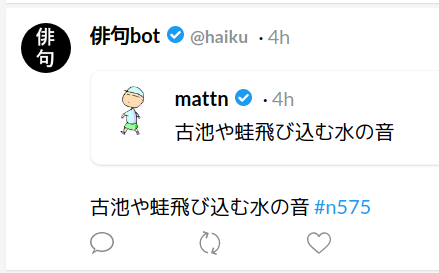 俳句
俳句bot @haiku · 4h
mattn · 4h
古池や蛙飛び込む水の音
古池や蛙飛び込む水の音 #n575